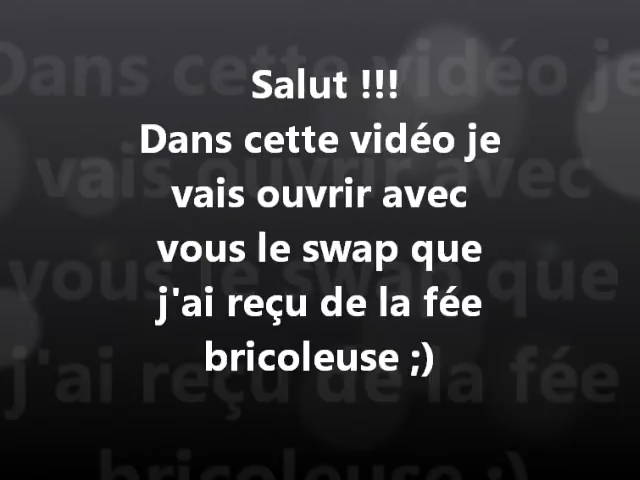 Salut !!!
Dans cette vidéo je
vais ouvrir avec
vous le swap que
j'ai reçu de la fée
bricoleuse ;)